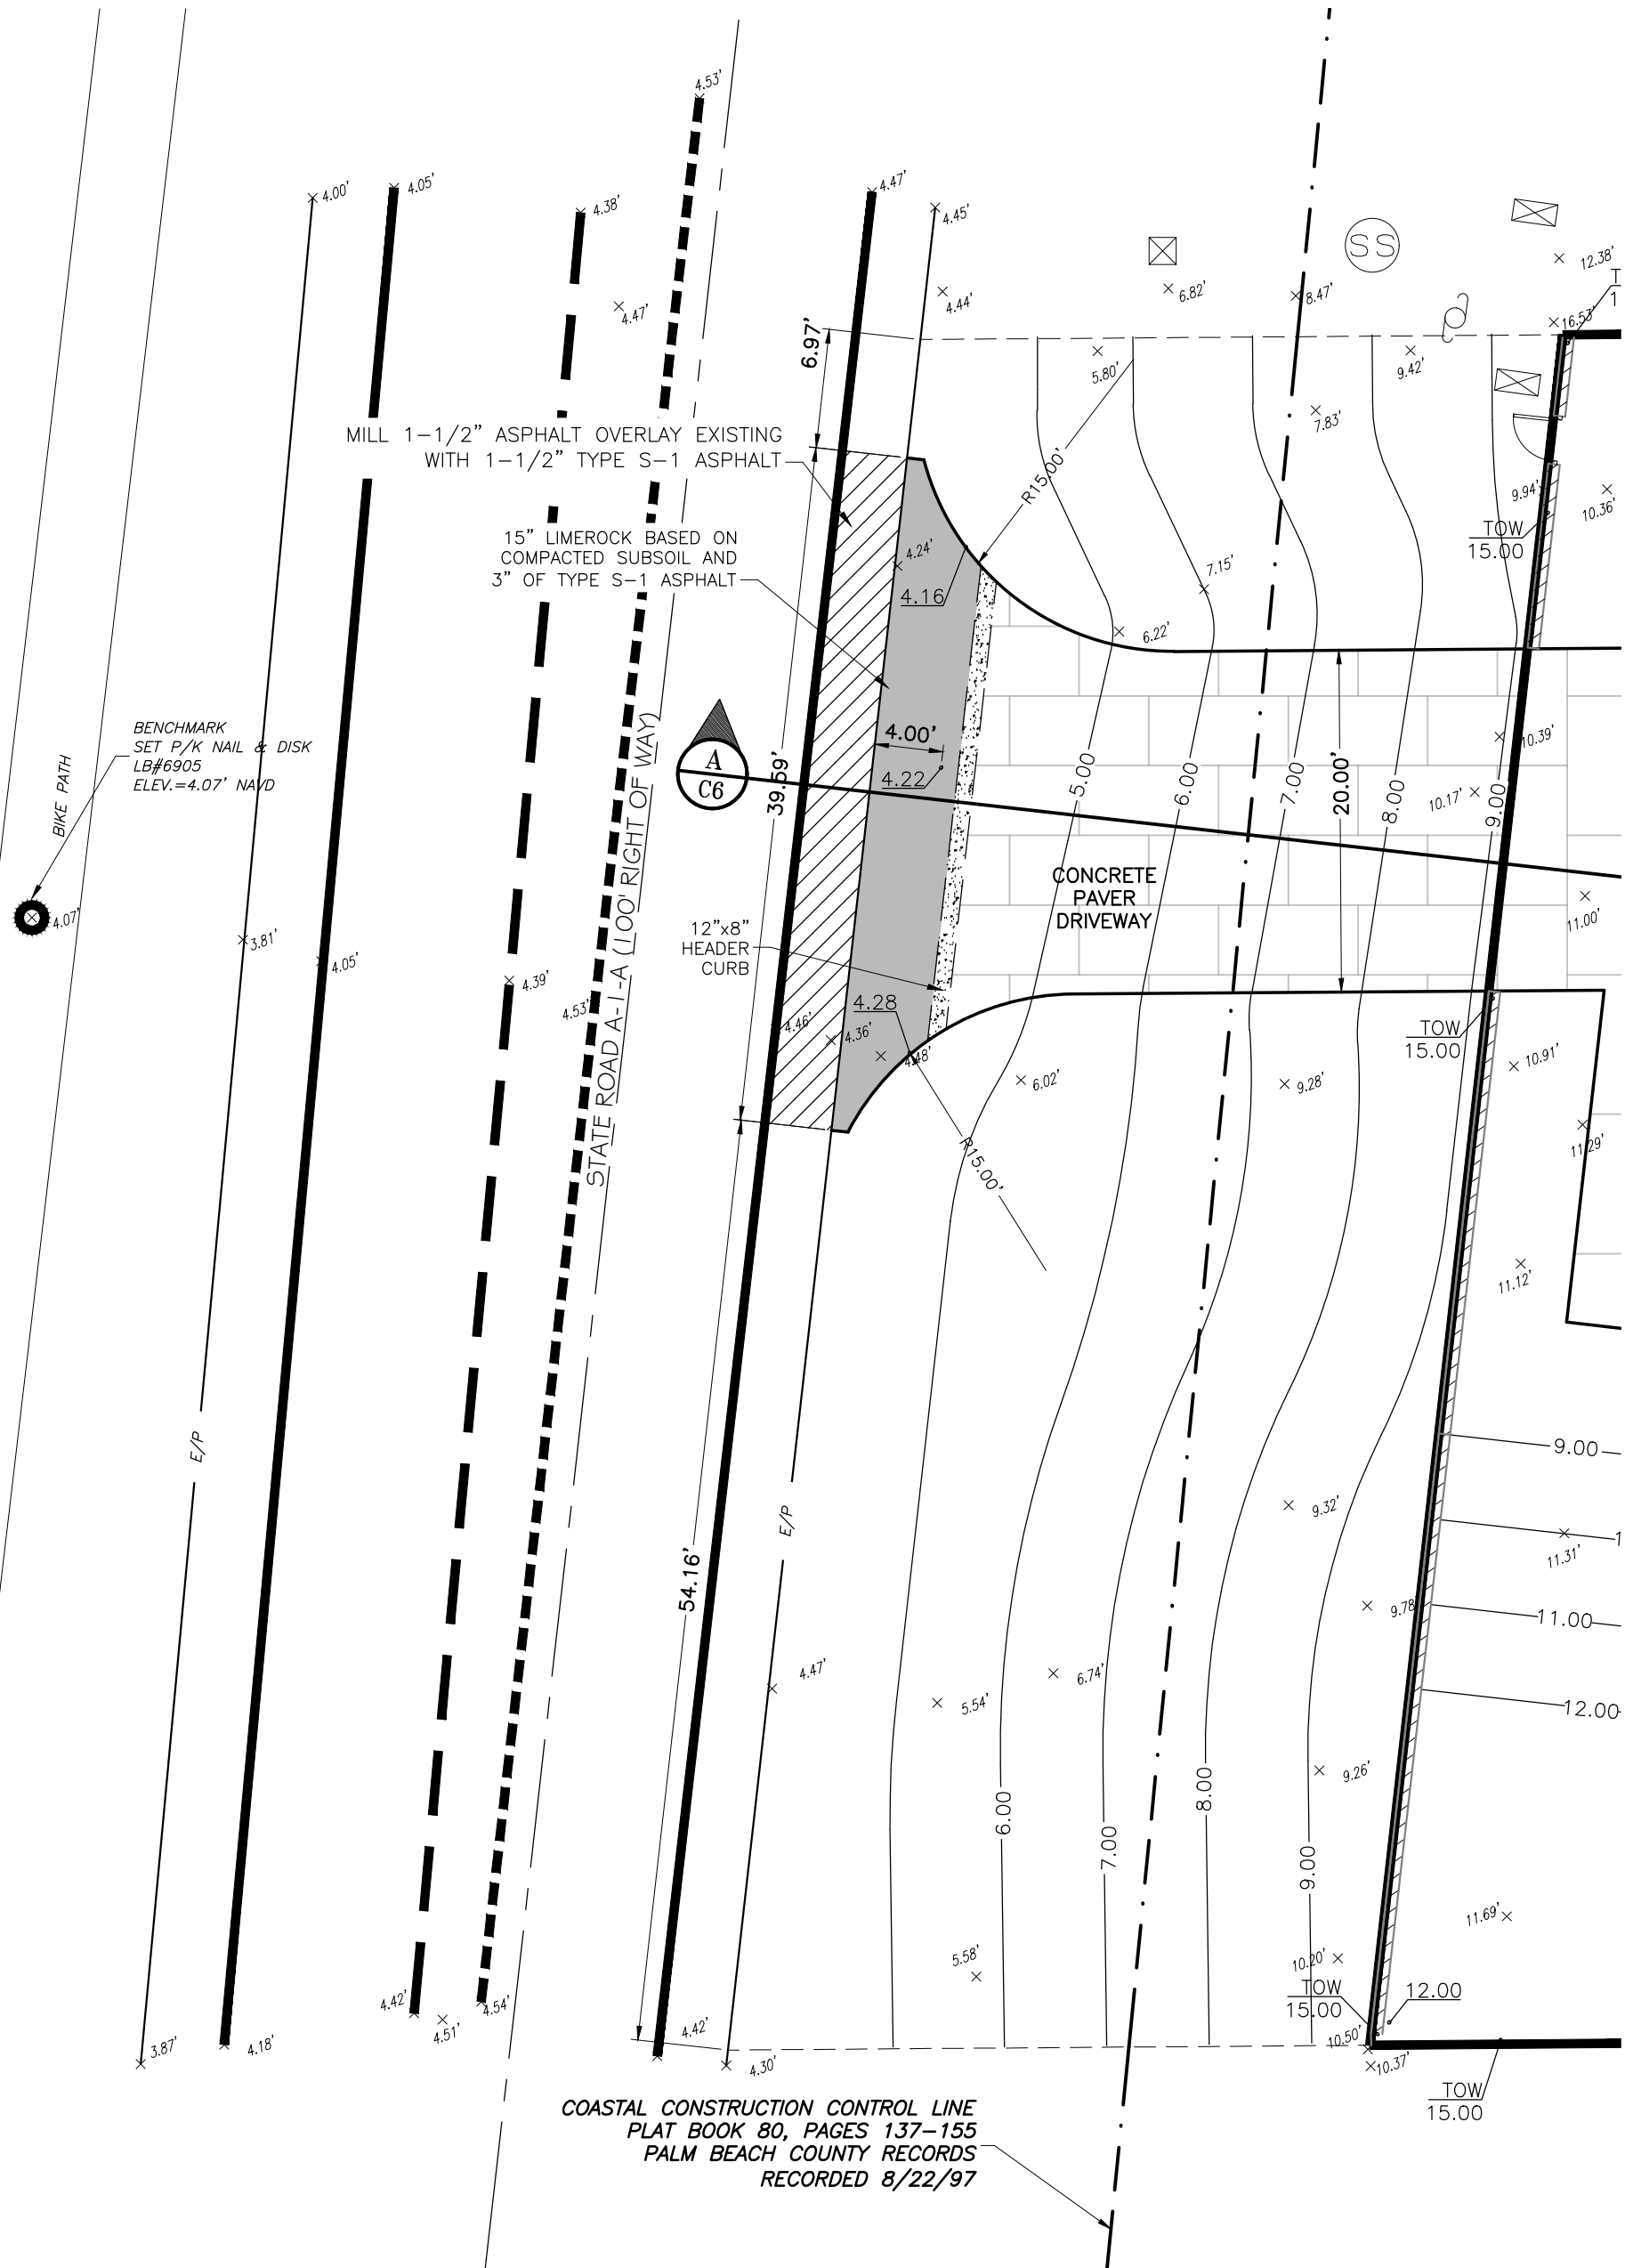 4.53'
4.00'
4.05'
4.38'
4.47'
4.45'
4.47'
4.44'
6.82'
8.47'
SS
12.38'
16.53'
T
1
6.97'
5.80'
9.42'
7.83'
MILL 1-1/2" ASPHALT OVERLAY EXISTING
WITH 1-1/2" TYPE S-1 ASPHALT
R15.00'
9.94'
10.36'
TOW
15.00
15" LIMEROCK BASED ON
COMPACTED SUBSOIL AND
3" OF TYPE S-1 ASPHALT
4.24'
4.16
7.15'
6.22'
BENCHMARK
SET P/K NAIL & DISK
LB#6905
ELEV.=4.07' NAVD
BIKE PATH
4.07'
3.81'
4.05'
4.39'
4.53'
STATE ROAD A-1-A (100' RIGHT OF WAY)
A
C6
39.59'
4.00'
4.22
5.00
6.00
7.00
20.00'
8.00
9.00
10.39'
10.17'
11.00'
CONCRETE
PAVER
DRIVEWAY
12"x8"
HEADER
CURB
4.28
4.46'
4.36'
4.48'
6.02'
9.28'
TOW
15.00
10.91'
11.29'
R15.00'
11.12'
E/P
E/P
9.00
9.32'
11.31'
1
9.78'
11.00
12.00
54.16'
4.47'
5.54'
6.74'
9.26'
6.00
7.00
8.00
9.00
11.69'
5.58'
10.20'
TOW
15.00
12.00
4.42'
4.51'
4.54'
4.42'
4.30'
3.87'
4.18'
10.50'
10.37'
TOW
15.00
COASTAL CONSTRUCTION CONTROL LINE
PLAT BOOK 80, PAGES 137-155
PALM BEACH COUNTY RECORDS
RECORDED 8/22/97